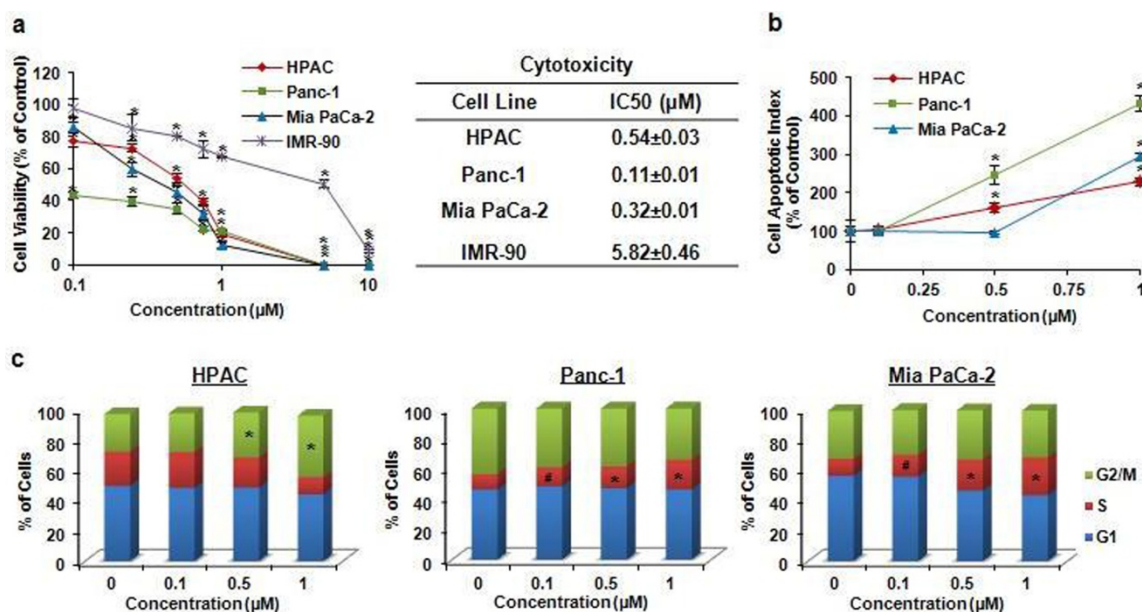 a
Cell Viability (% of Control)
120
100
80
60
40
20
0
0.1
1
10
Concentration (µM)
HPAC
Panc-1
Mia PaCa-2
IMR-90
Cytotoxicity
Cell Line IC50 (µM)
HPAC 0.54±0.03
Panc-1 0.11±0.01
Mia PaCa-2 0.32±0.01
IMR-90 5.82±0.46
b
Cell Apoptotic Index
(% of Control)
500
400
300
200
100
0
0 0.25 0.5 0.75 1
Concentration (µM)
HPAC
Panc-1
Mia PaCa-2
c
HPAC
% of Cells
100
80
60
40
20
0
* *
0 0.1 0.5 1
Concentration (µM)
Panc-1
% of Cells
100
80
60
40
20
0
# * *
0 0.1 0.5 1
Concentration (µM)
Mia PaCa-2
% of Cells
100
80
60
40
20
0
# * *
0 0.1 0.5 1
Concentration (µM)
G2/M
S
G1